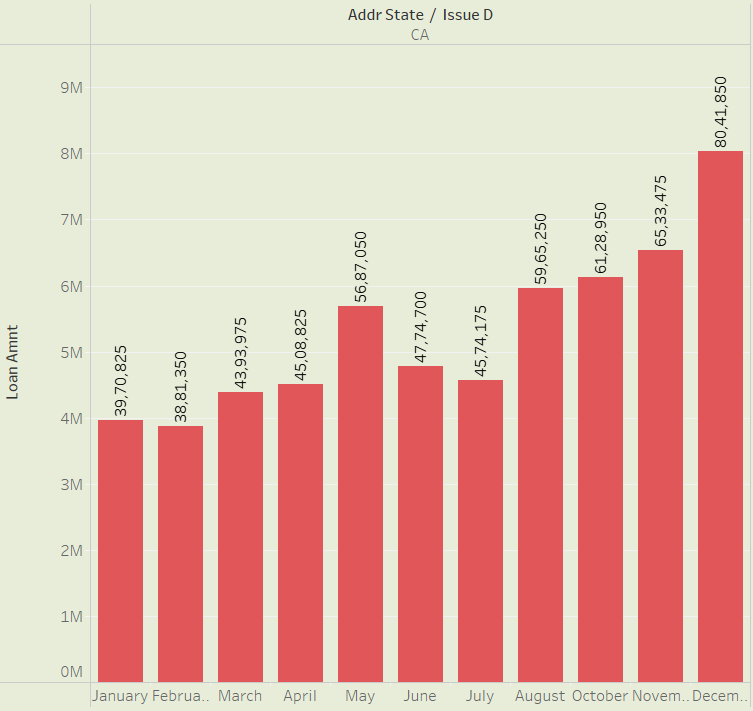 Addr State / Issue D
CA
Loan Amnt
9M
8M
7M
6M
5M
4M
3M
2M
1M
0M
39,70,825
38,81,350
43,93,975
45,08,825
56,87,050
47,74,700
45,74,175
59,65,250
61,28,950
65,33,475
80,41,850
January Februa.. March April May June July August October Novem.. Decem..